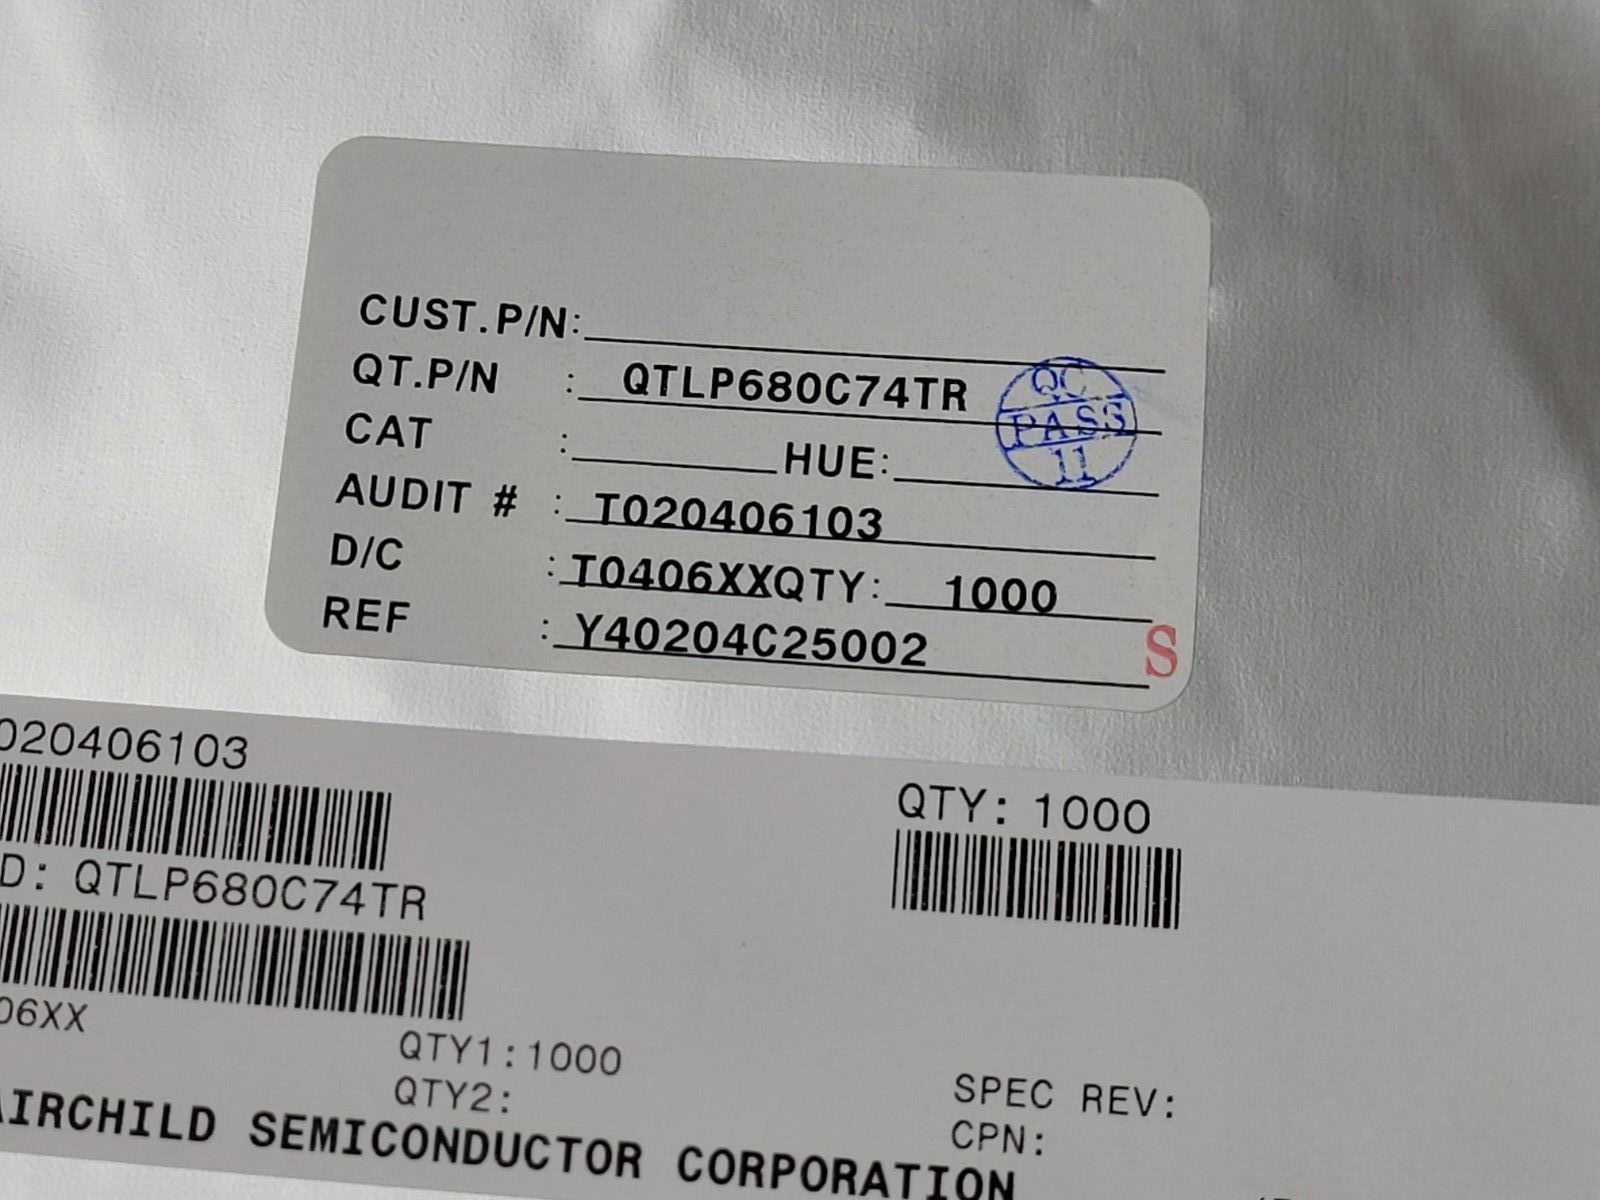 CUST.P/N:
QT.P/N : QTLP680C74TR
QC
PASS
11
CAT : HUE:
AUDIT # : T020406103
D/C : T0406XXQTY: 1000
REF : Y40204C25002
S
020406103
QTY: 1000
D: QTLP680C74TR
06XX
QTY1:1000
QTY2:
SPEC REV:
CPN:
AIRCHILD SEMICONDUCTOR CORPORATION